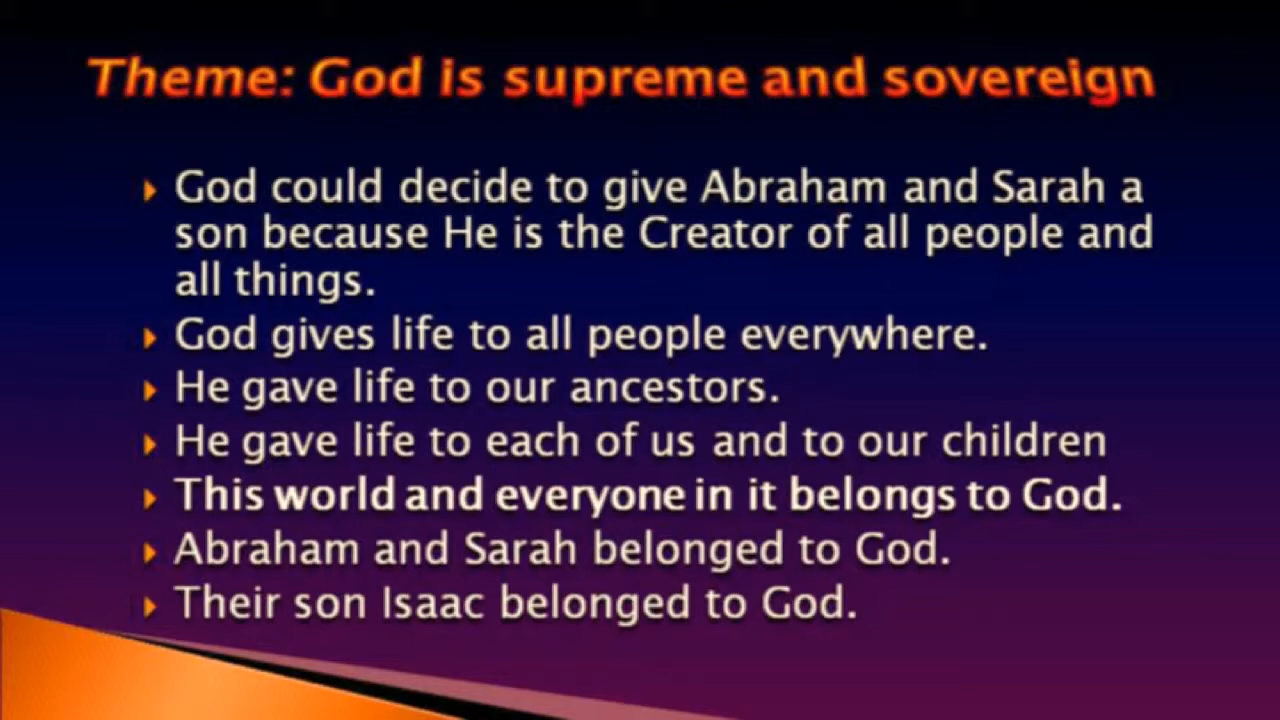 Theme: God is supreme and sovereign
God could decide to give Abraham and Sarah a
son because He is the Creator of all people and
all things.
God gives life to all people everywhere.
He gave life to our ancestors.
He gave life to each of us and to our children
This world and everyone in it belongs to God.
Abraham and Sarah belonged to God.
Their son Isaac belonged to God.